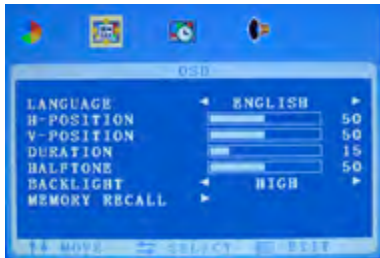 OSD
LANGUAGE ENGLISH
H-POSITION 50
V-POSITION 50
DURATION 15
HALFTONE 50
BACKLIGHT HIGH
MEMORY RECALL
MOVE SELECT EXIT